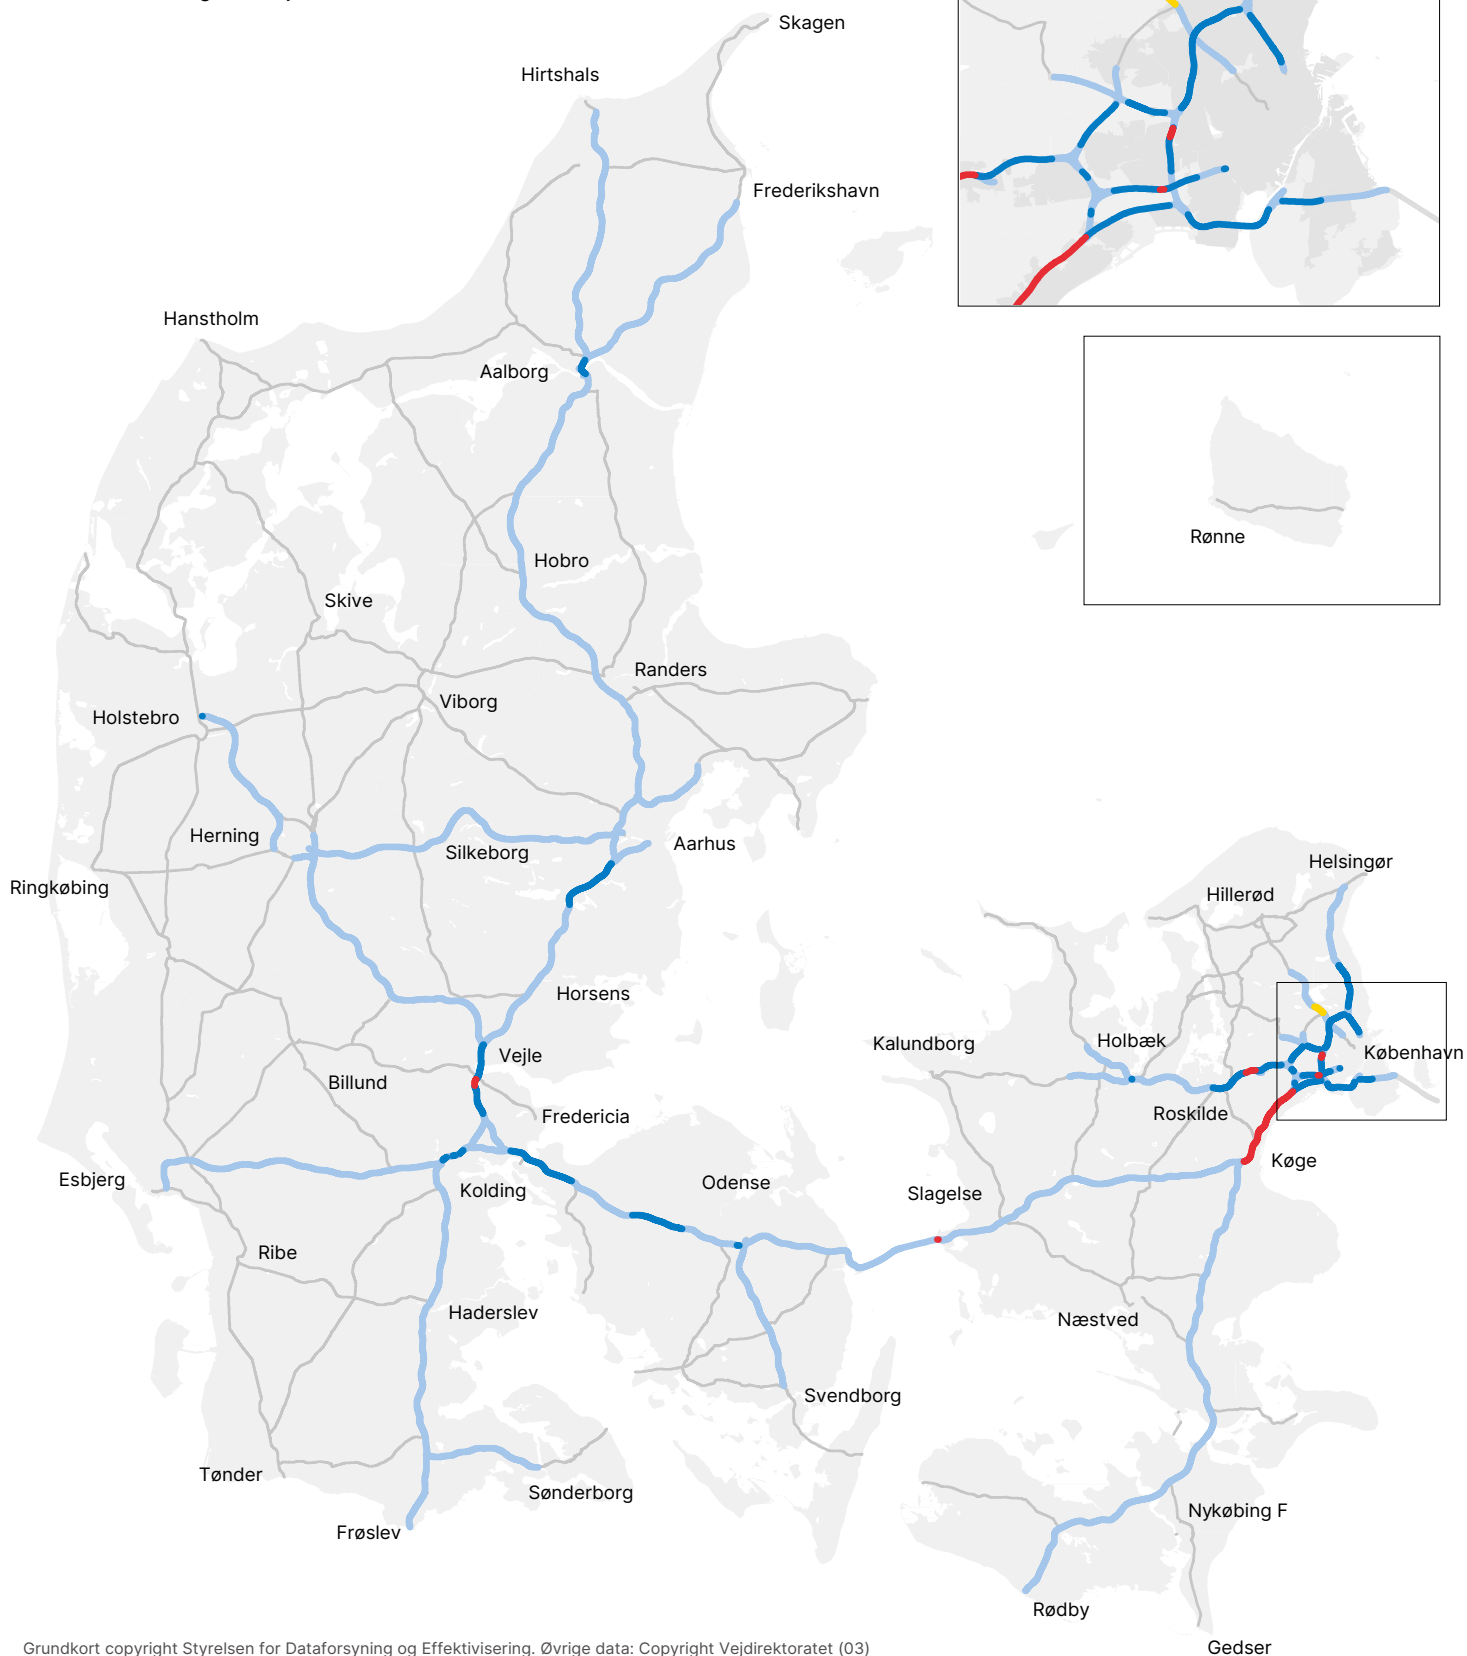 Skagen
Hirtshals
Frederikshavn
Hanstholm
Aalborg
Rønne
Hobro
Skive
Randers
Viborg
Holstebro
Herning
Aarhus
Silkeborg
Helsingør
Ringkøbing
Hillerød
Horsens
Holbæk
Kalundborg
København
Vejle
Billund
Fredericia
Roskilde
Køge
Esbjerg
Odense
Kolding
Slagelse
Ribe
Haderslev
Næstved
Svendborg
Tønder
Sønderborg
Nykøbing F
Frøslev
Rødby
Gedser
Grundkort copyright Styrelsen for Dataforsyning og Effektivisering. Øvrige data: Copyright Vejdirektoratet (03)